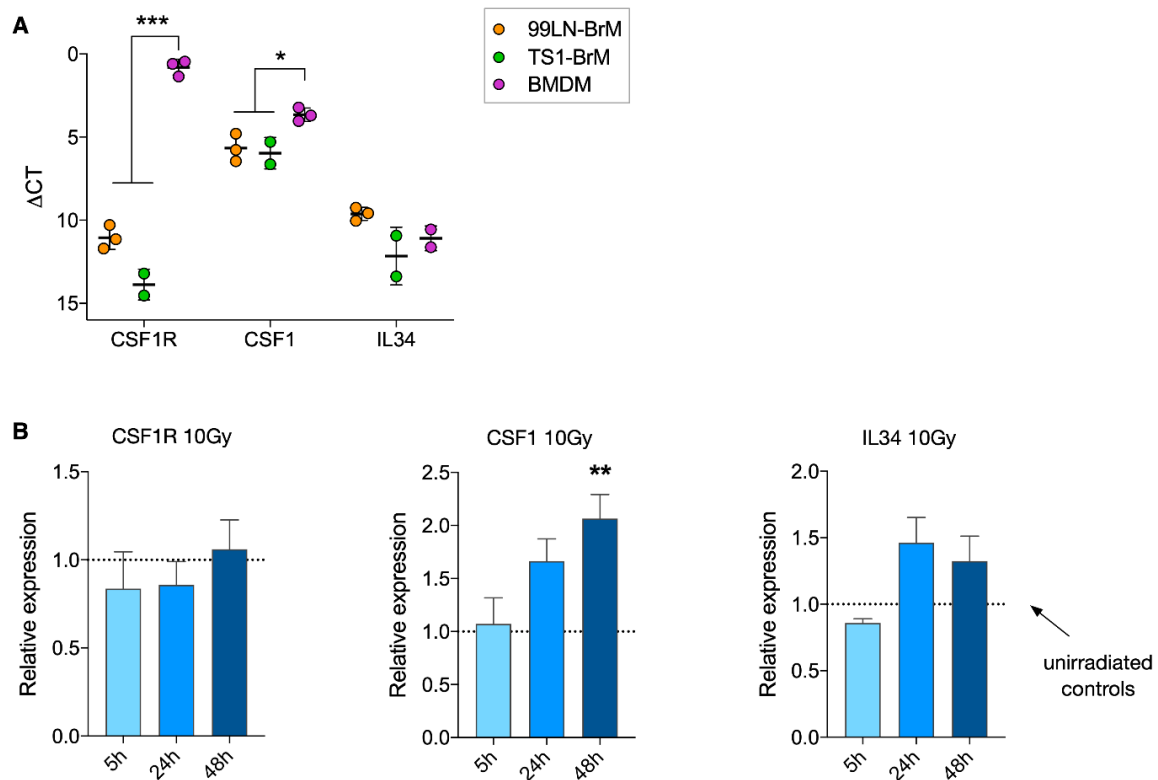 A
***
*
99LN-BrM
TS1-BrM
BMDM
ΔCT
0
5
10
15
CSF1R CSF1 IL34
B
CSF1R 10Gy
Relative expression
1.5
1.0
0.5
0.0
5h 24h 48h
CSF1 10Gy
**
Relative expression
2.5
2.0
1.5
1.0
0.5
0.0
5h 24h 48h
IL34 10Gy
Relative expression
2.0
1.5
1.0
0.5
0.0
5h 24h 48h
unirradiated
controls